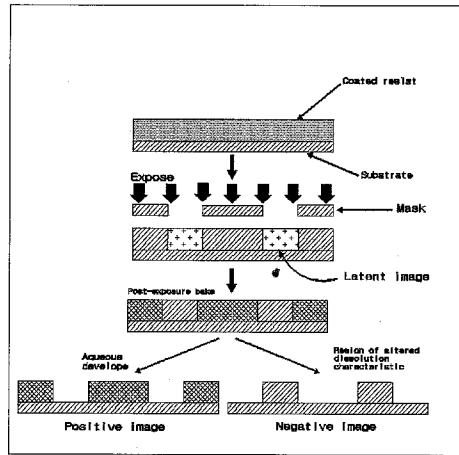 Coated resist
Substrate
Expose
Mask
Latent image
Post-exposure bake
Aqueous
develope
Region of altered
dissolution
characteristic
Positive image
Negative image